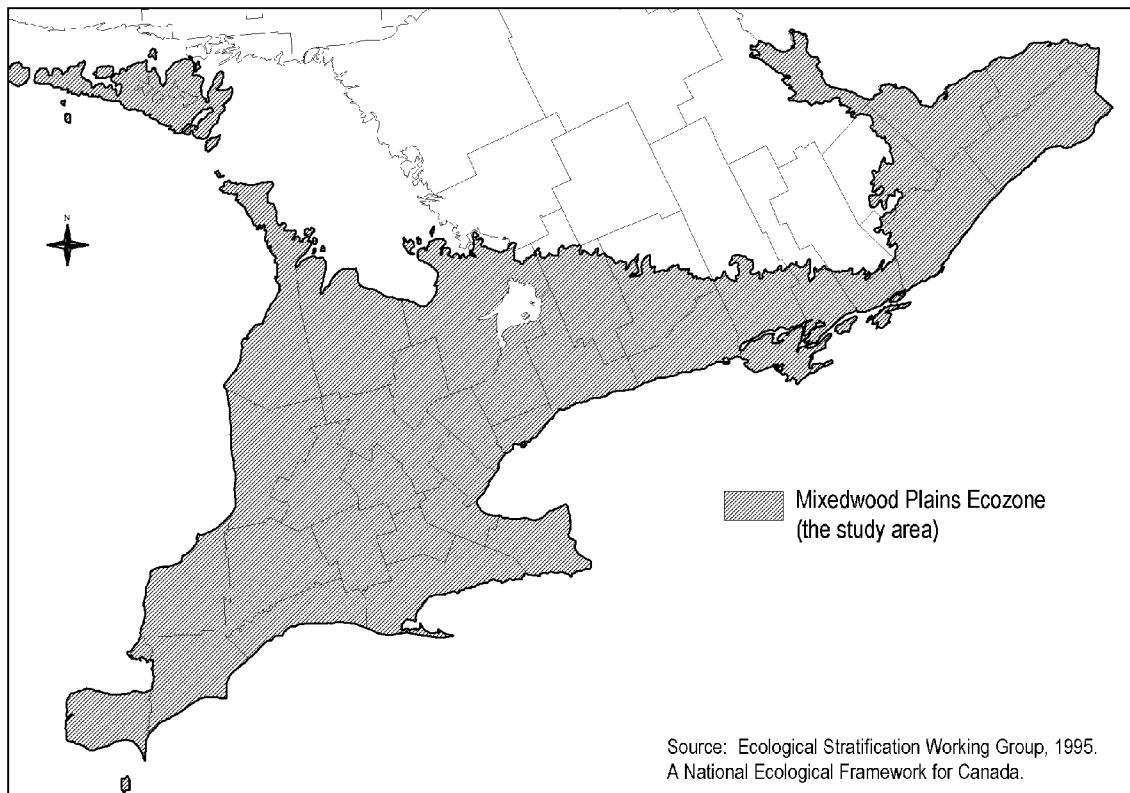 N
Mixedwood Plains Ecozone
(the study area)
Source: Ecological Stratification Working Group, 1995.
A National Ecological Framework for Canada.